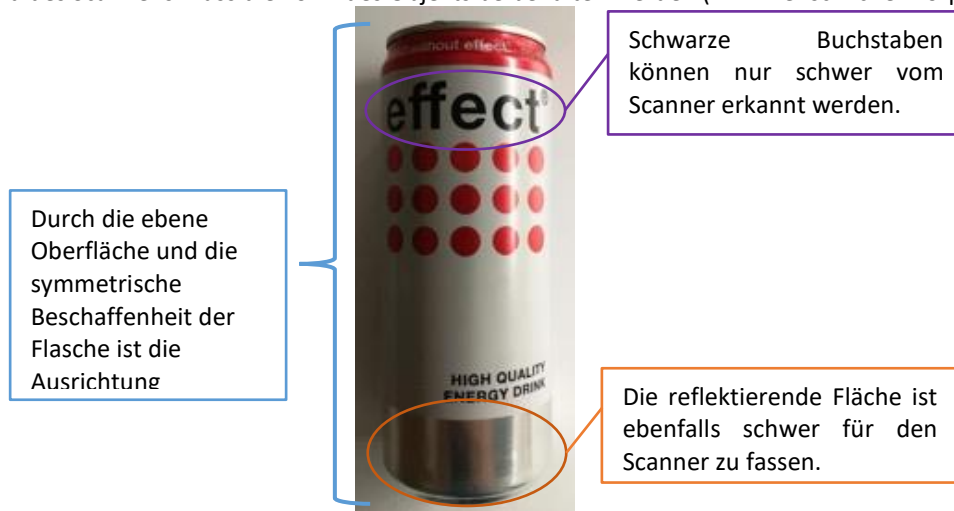 Schwarze Buchstaben
können nur schwer vom
Scanner erkannt werden.
without effect.
effect®
Durch die ebene
Oberfläche und die
symmetrische
Beschaffenheit der
Flasche ist die
Ausrichtung
HIGH QUALITY
ENERGY DRINK
Die reflektierende Fläche ist
ebenfalls schwer für den
Scanner zu fassen.